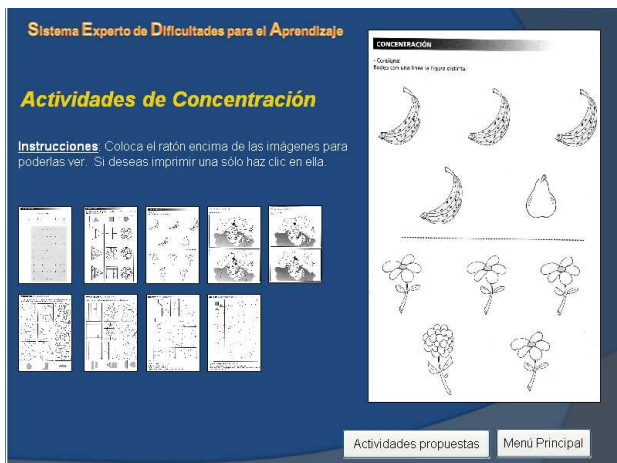 Sistema Experto de Dificultades para el Aprendizaje
Actividades de Concentración
Instrucciones: Coloca el ratón encima de las imágenes para
poderlas ver. Si deseas imprimir una sólo haz clic en ella.
CONCENTRACIÓN
- Consigna:
Rodea con una línea la figura distinta.
Actividades propuestas
Menú Principal